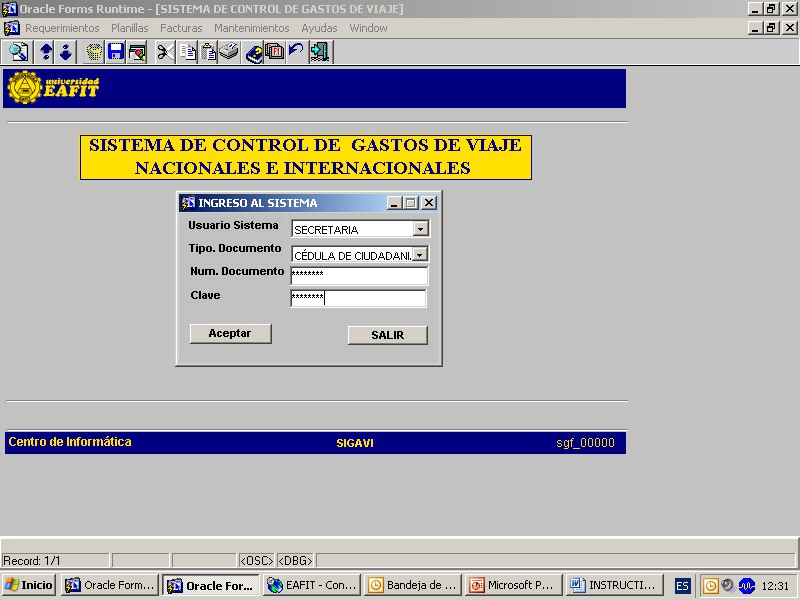 Oracle Forms Runtime - [SISTEMA DE CONTROL DE GASTOS DE VIAJE]
Requerimientos Planillas Facturas Mantenimientos Ayudas Window
universidad
EAFIT
SISTEMA DE CONTROL DE GASTOS DE VIAJE
NACIONALES E INTERNACIONALES
INGRESO AL SISTEMA
Usuario Sistema SECRETARIA
Tipo. Documento CÉDULA DE CIUDADANI.
Num. Documento ********
Clave ********
Aceptar SALIR
Centro de Informática SIGAVI sgf_00000
Record: 1/1 <OSC> <DBG>
Inicio Oracle Form... Oracle For... EAFIT - Con... Bandeja de ... Microsoft P... INSTRUCTI... ES 12:31